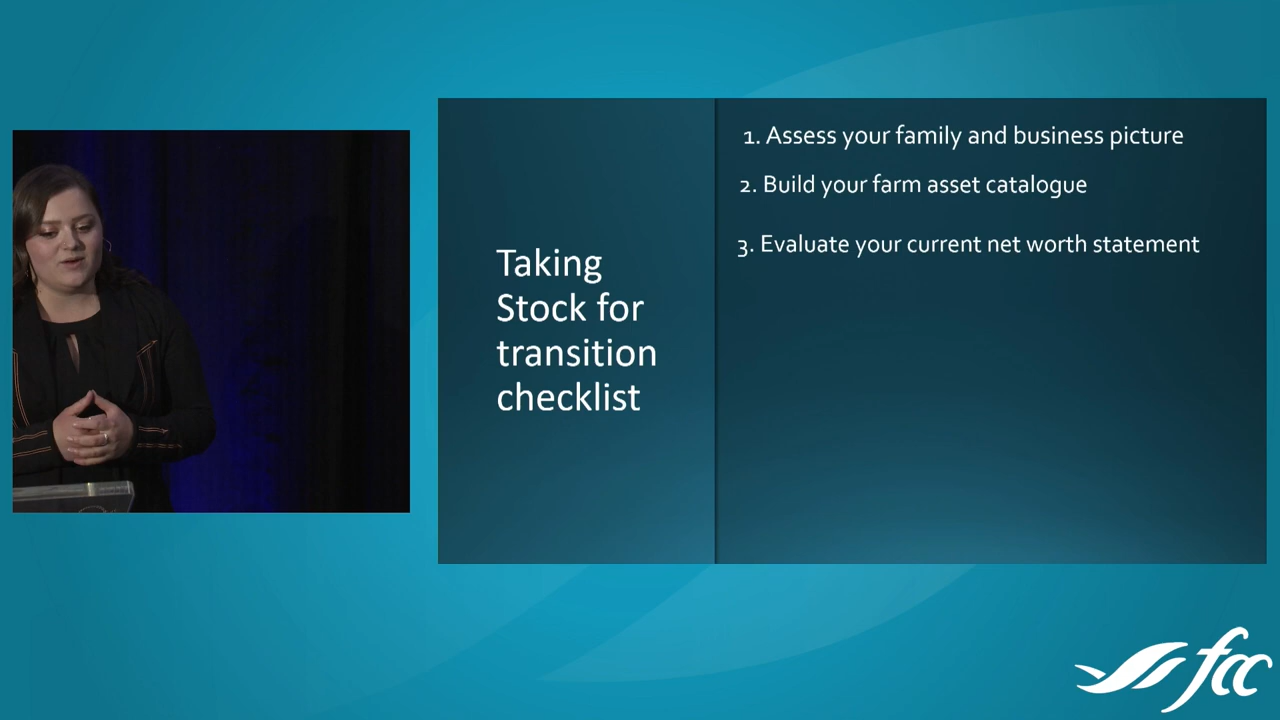 1. Assess your family and business picture
2. Build your farm asset catalogue
3. Evaluate your current net worth statement
Taking
Stock for
transition
checklist
fcc